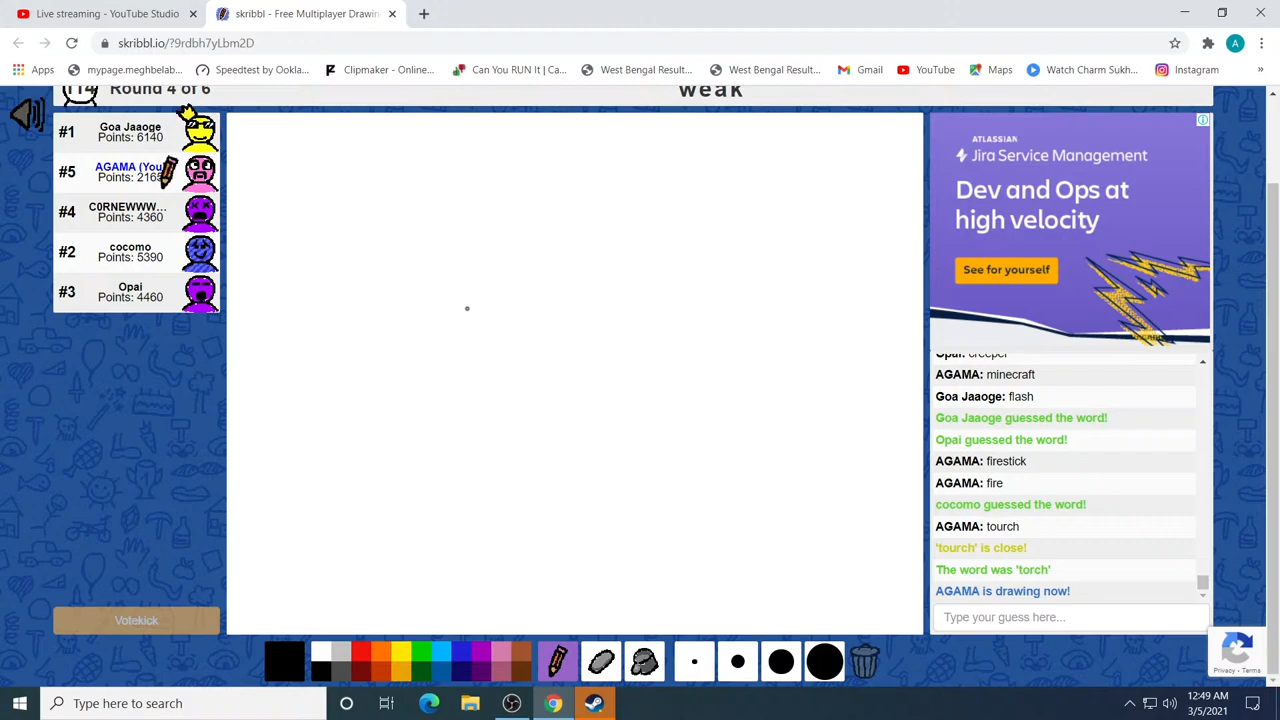 Live streaming - YouTube Studio
skribbl - Free Multiplayer Drawin
skribbl.io/?9rdbh7yLbm2D
A
Apps
mypage.meghbelab...
Speedtest by Ookla...
Clipmaker - Online...
Can You RUN It | Ca...
West Bengal Result...
West Bengal Result...
Gmail
YouTube
Maps
Watch Charm Sukh...
Instagram
»
114
Round 4 of 6
weak
#1
Goa Jaaoge
Points: 6140
#5
AGAMA (You
Points: 2165
#4
C0RNEWWW...
Points: 4360
#2
cocomo
Points: 5390
#3
Opai
Points: 4460
Votekick
ATLASSIAN
Jira Service Management
Dev and Ops at
high velocity
See for yourself
Opai: creeper
AGAMA: minecraft
Goa Jaaoge: flash
Goa Jaaoge guessed the word!
Opai guessed the word!
AGAMA: firestick
AGAMA: fire
cocomo guessed the word!
AGAMA: tourch
'tourch' is close!
The word was 'torch'
AGAMA is drawing now!
Type your guess here...
Privacy - Terms
Type here to search
12:49 AM
3/5/2021